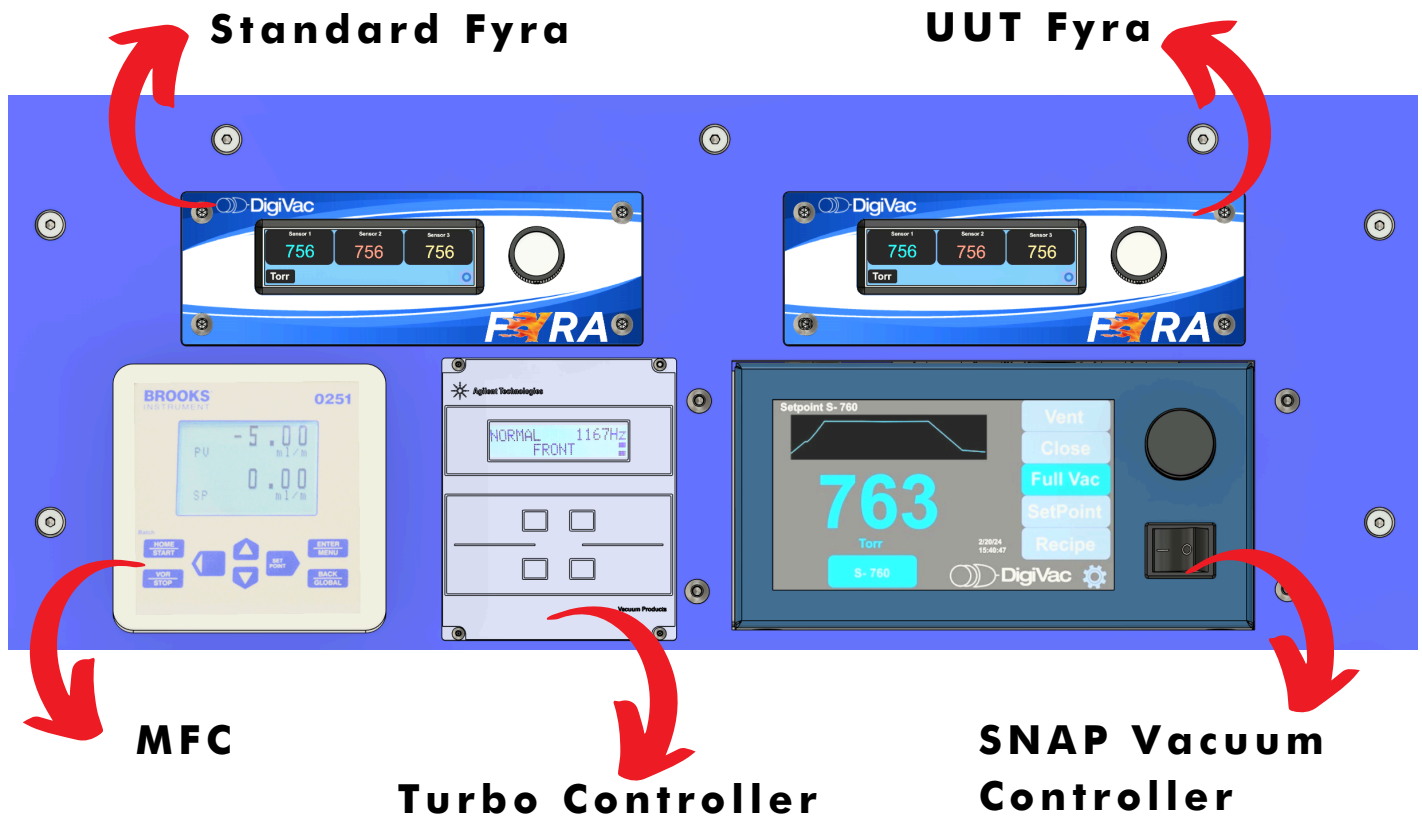 Standard Fyra
UUT Fyra
DigiVac
Sensor 1 Sensor 2 Sensor 3
756 756 756
Torr
FYRA
DigiVac
Sensor 1 Sensor 2 Sensor 3
756 756 756
Torr
FYRA
BROOKS 0251
INSTRUMENT
PV -5.00
ml/m
SP 0.00
ml/m
Batch
HOME
START
VOR
STOP
SET
POINT
ENTER
MENU
BACK
GLOBAL
Agilent Technologies
NORMAL 1167Hz
FRONT
Vacuum Products
Setpoint S- 760
763
Torr
S- 760
2/20/24
15:40:47
Vent
Close
Full Vac
SetPoint
Recipe
DigiVac
MFC
Turbo Controller
SNAP Vacuum
Controller